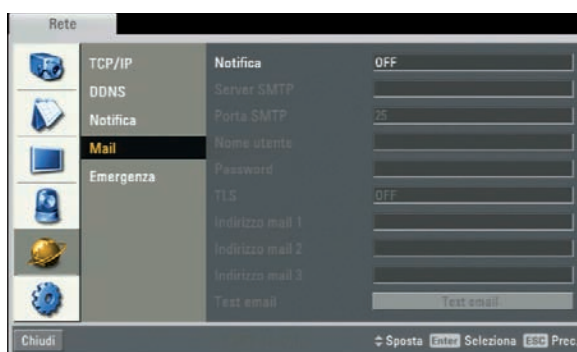 Rete
TCP/IP
DDNS
Notifica
Mail
Emergenza
Notifica OFF
Server SMTP
Porta SMTP 25
Nome utente
Password
TLS OFF
Indirizzo mail 1
Indirizzo mail 2
Indirizzo mail 3
Test email Test email
Chiudi Sposta Enter Seleziona ESC Prec.